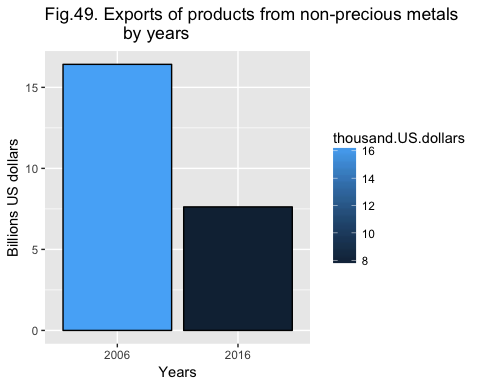 Fig.49. Exports of products from non-precious metals
by years
Billions US dollars
15
10
5
0
2006
2016
Years
thousand.US.dollars
16
14
12
10
8